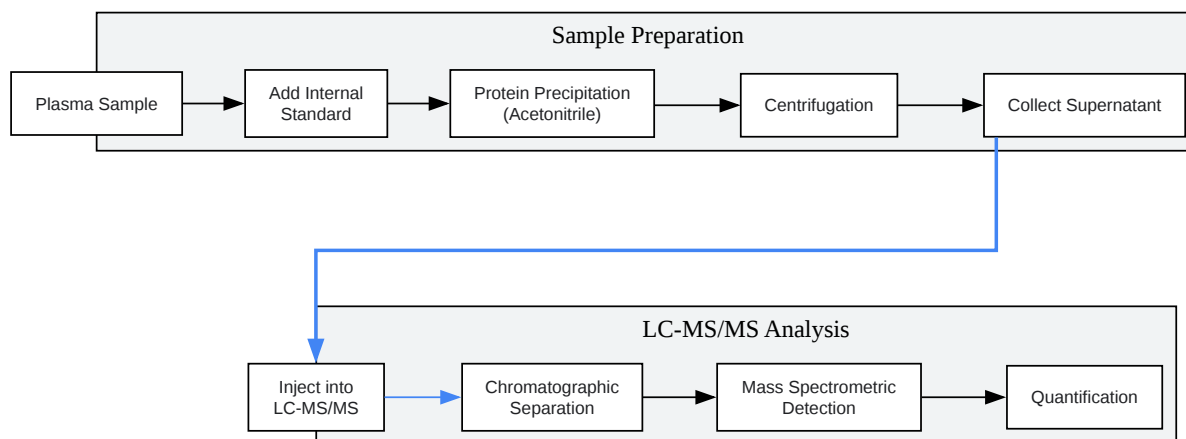 Sample Preparation
Plasma Sample
Add Internal
Standard
Protein Precipitation
(Acetonitrile)
Centrifugation
Collect Supernatant
LC-MS/MS Analysis
Inject into
LC-MS/MS
Chromatographic
Separation
Mass Spectrometric
Detection
Quantification